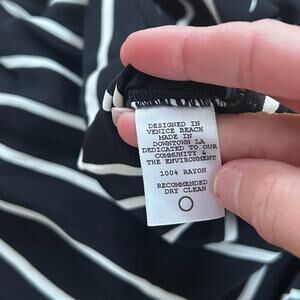 DESIGNED IN
VENICE BEACH
MADE IN
DOWNTOWN LA
DEDICATED TO OUR
COMMUNITY &
THE ENVIRONMENT
100% RAYON
RECOMMENDED
DRY CLEAN